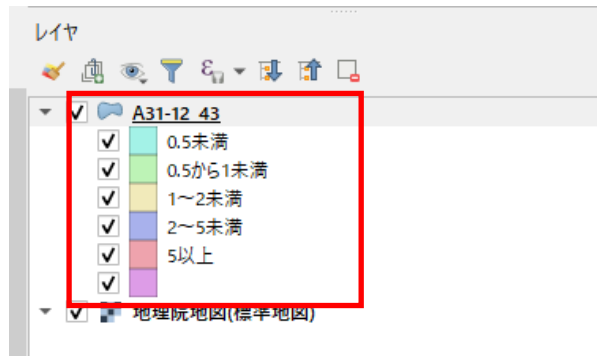 レイヤ
A31-12_43
0.5未満
0.5から1未満
1～2未満
2～5未満
5以上
地理院地図(標準地図)